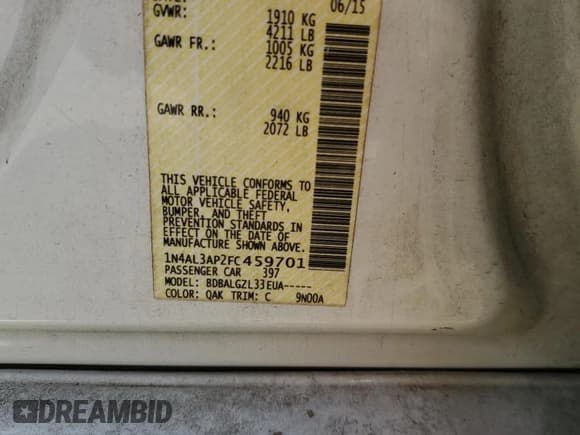 06/15
GVWR: 1910 KG
4211 LB
GAWR FR.: 1005 KG
2216 LB
GAWR RR.: 940 KG
2072 LB
THIS VEHICLE CONFORMS TO
ALL APPLICABLE FEDERAL
MOTOR VEHICLE SAFETY,
BUMPER, AND THEFT
PREVENTION STANDARDS IN
EFFECT ON THE DATE OF
MANUFACTURE SHOWN ABOVE.
1N4AL3AP2FC459701
PASSENGER CAR 397
MODEL: BDBALGZL33EUA-----
COLOR: QAK TRIM: C 9N00A
DREAMBID